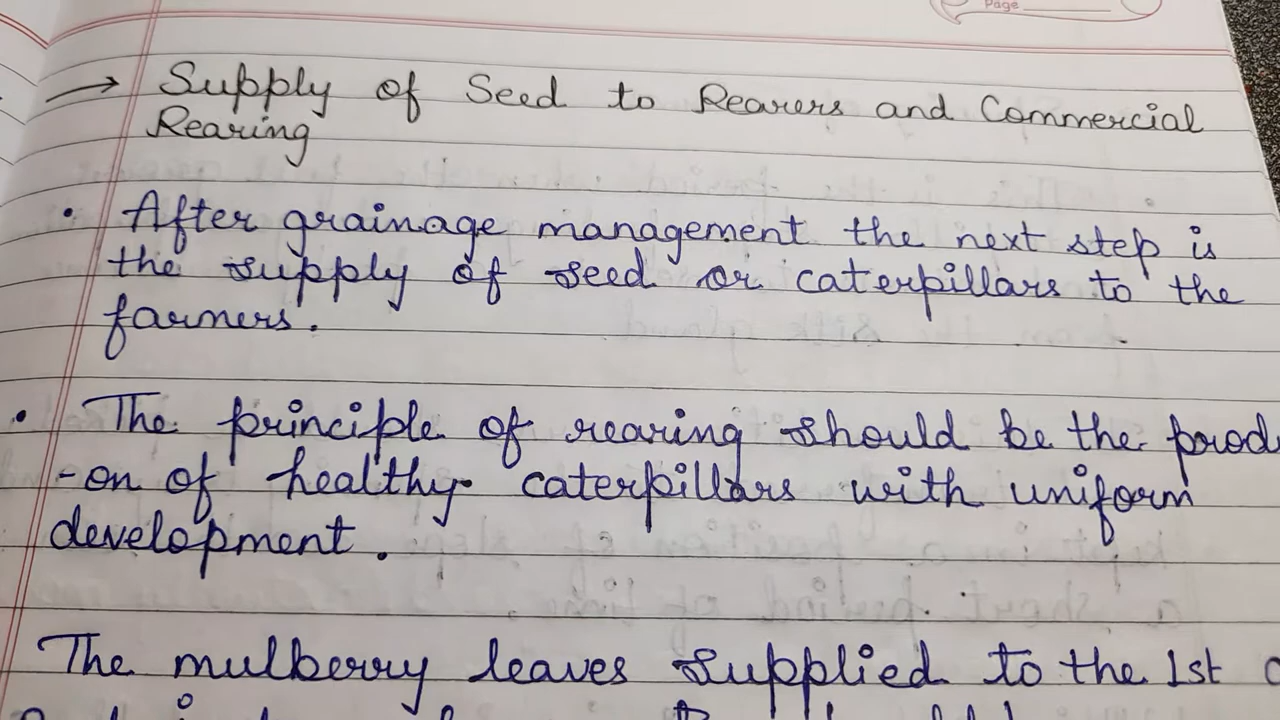 Page
→ Supply of Seed to Rearers and Commercial
Rearing
• After grainage management the next step is
the supply of seed or caterpillars to the
farmers.
• The principle of rearing should be the prod
-on of healthy caterpillars with uniform
development.
The mulberry leaves supplied to the 1st